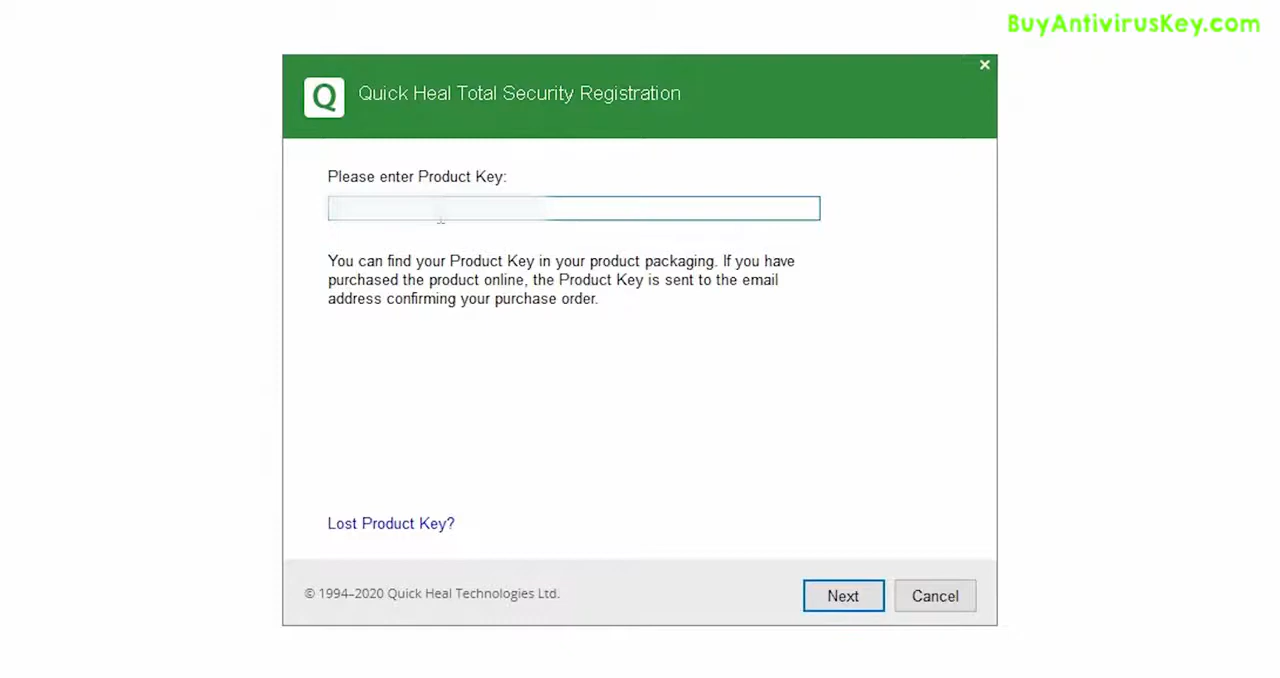 BuyAntivirusKey.com
Q Quick Heal Total Security Registration
Please enter Product Key:
You can find your Product Key in your product packaging. If you have
purchased the product online, the Product Key is sent to the email
address confirming your purchase order.
Lost Product Key?
© 1994–2020 Quick Heal Technologies Ltd.
Next
Cancel